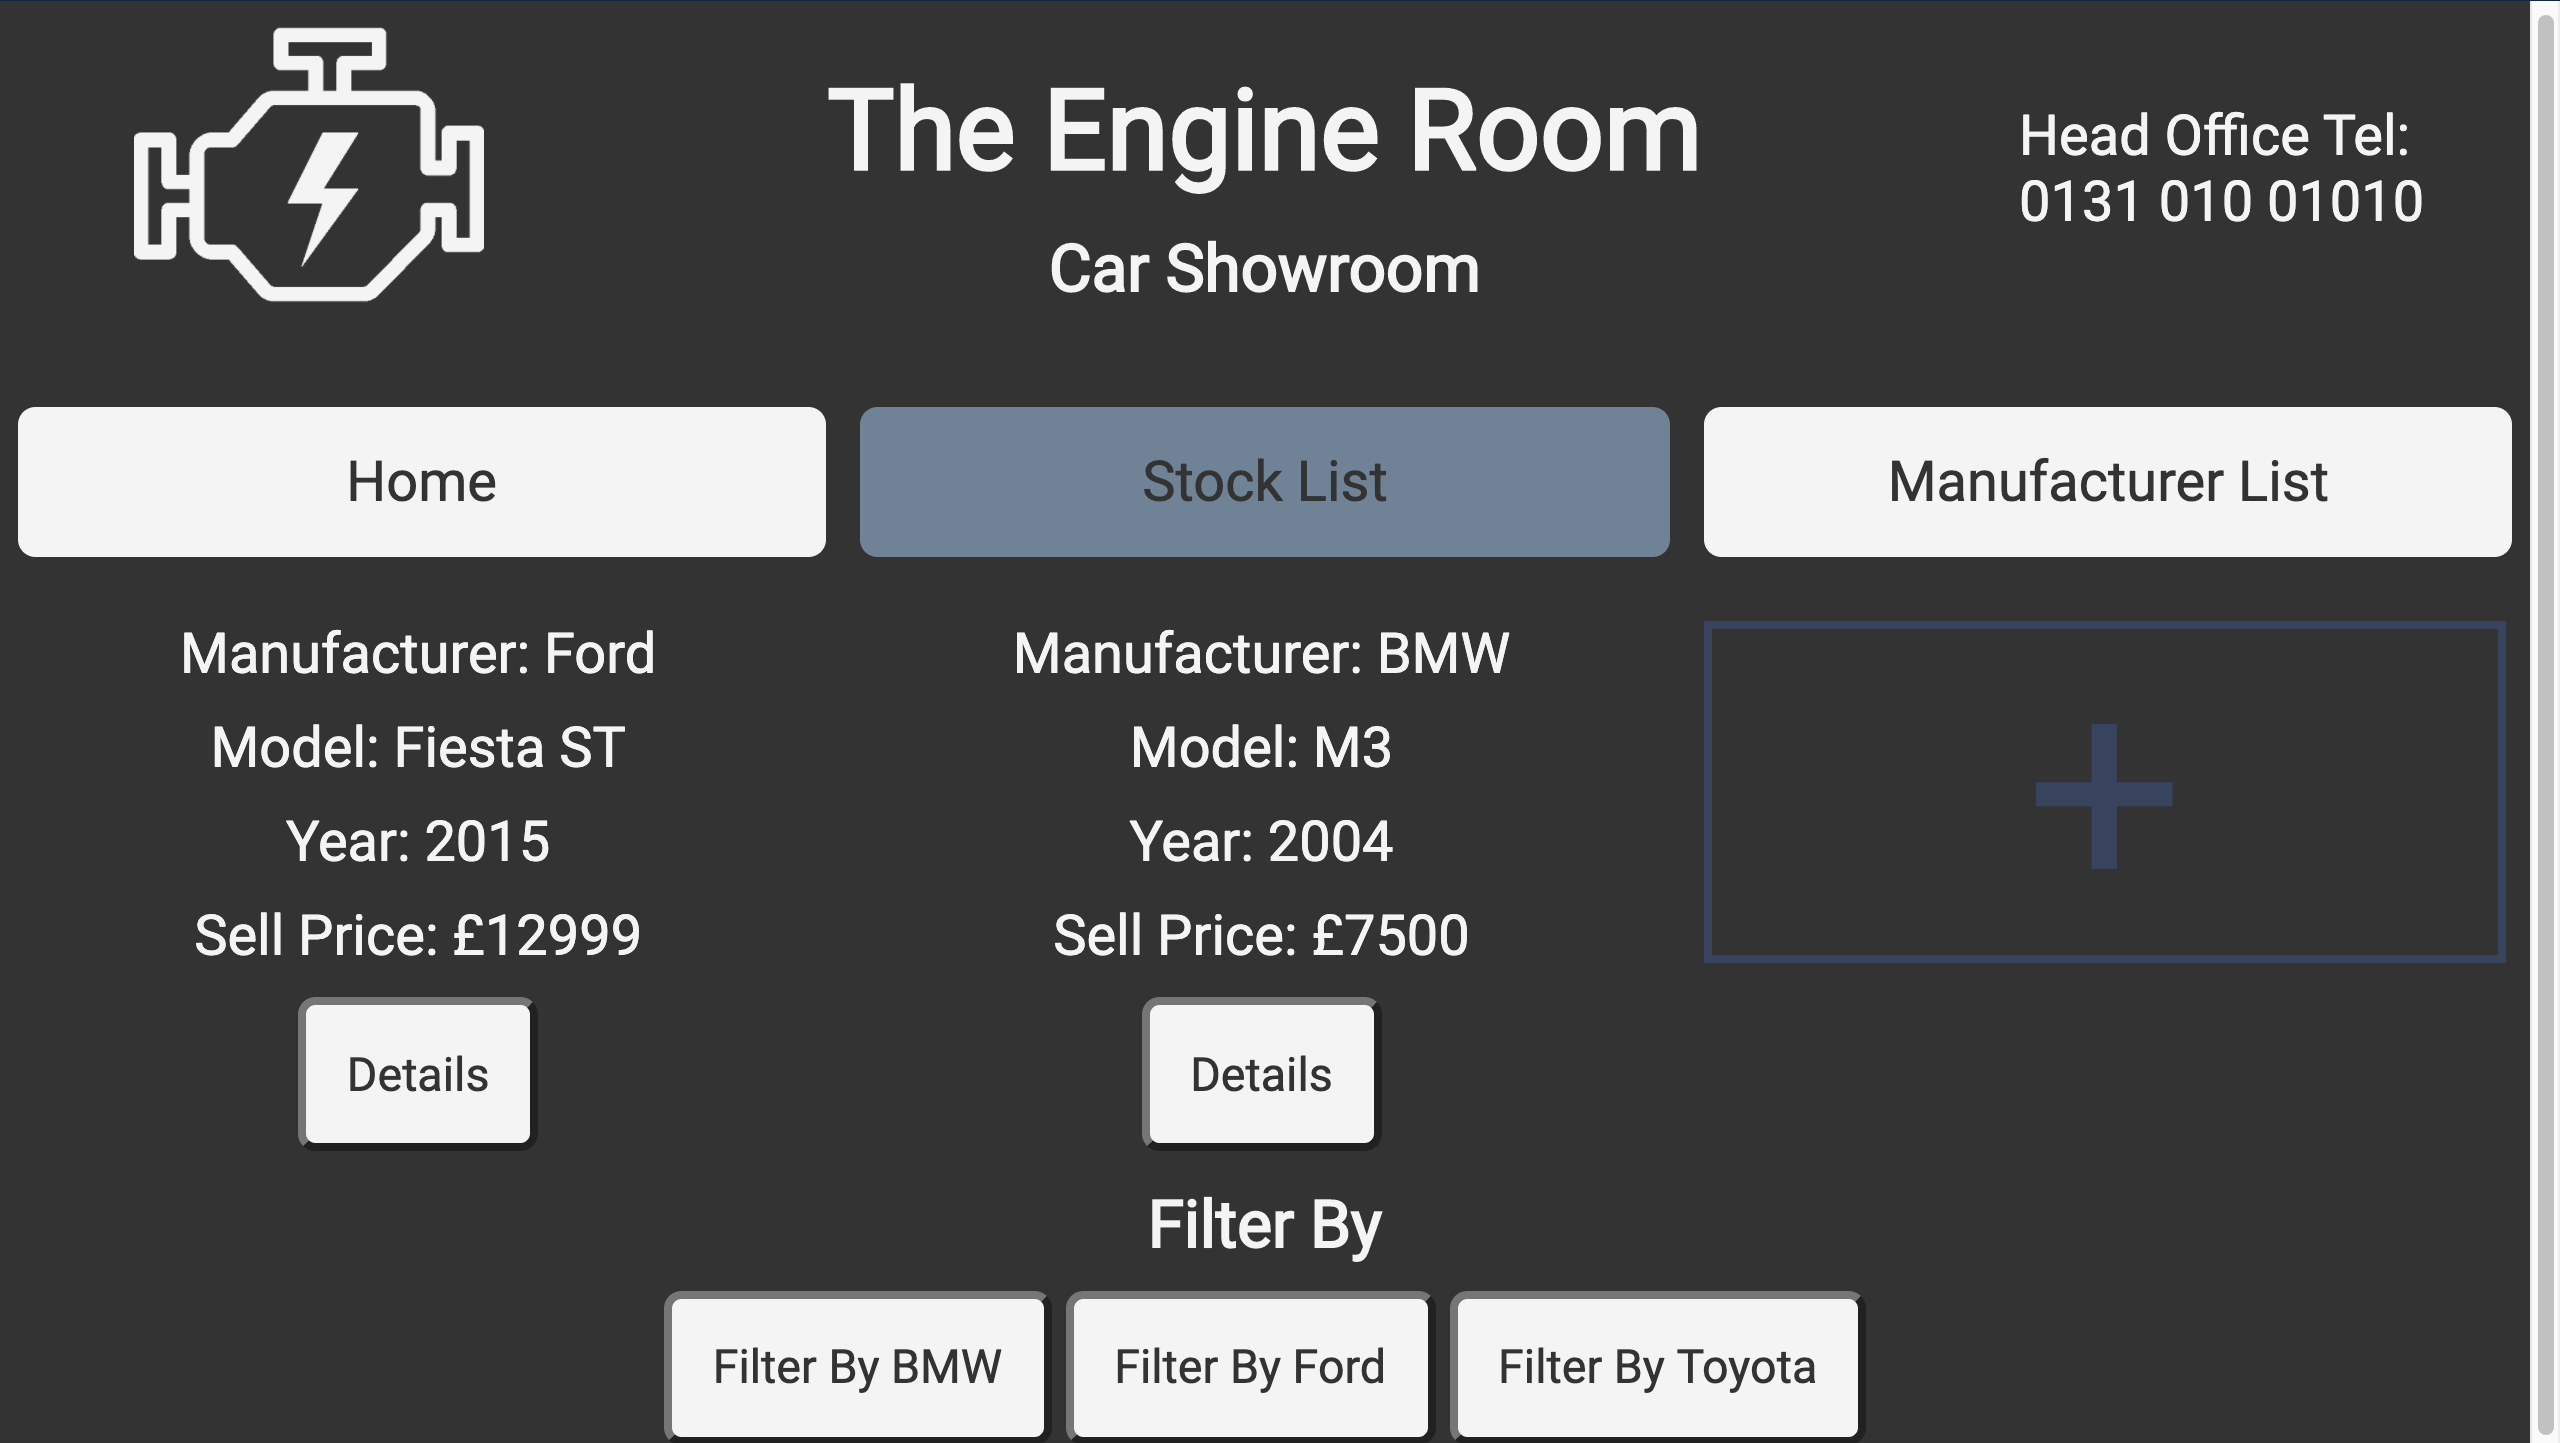 The Engine Room
Car Showroom
Head Office Tel:
0131 010 01010
Home
Stock List
Manufacturer List
Manufacturer: Ford
Model: Fiesta ST
Year: 2015
Sell Price: £12999
Details
Manufacturer: BMW
Model: M3
Year: 2004
Sell Price: £7500
Details
+
Filter By
Filter By BMW
Filter By Ford
Filter By Toyota